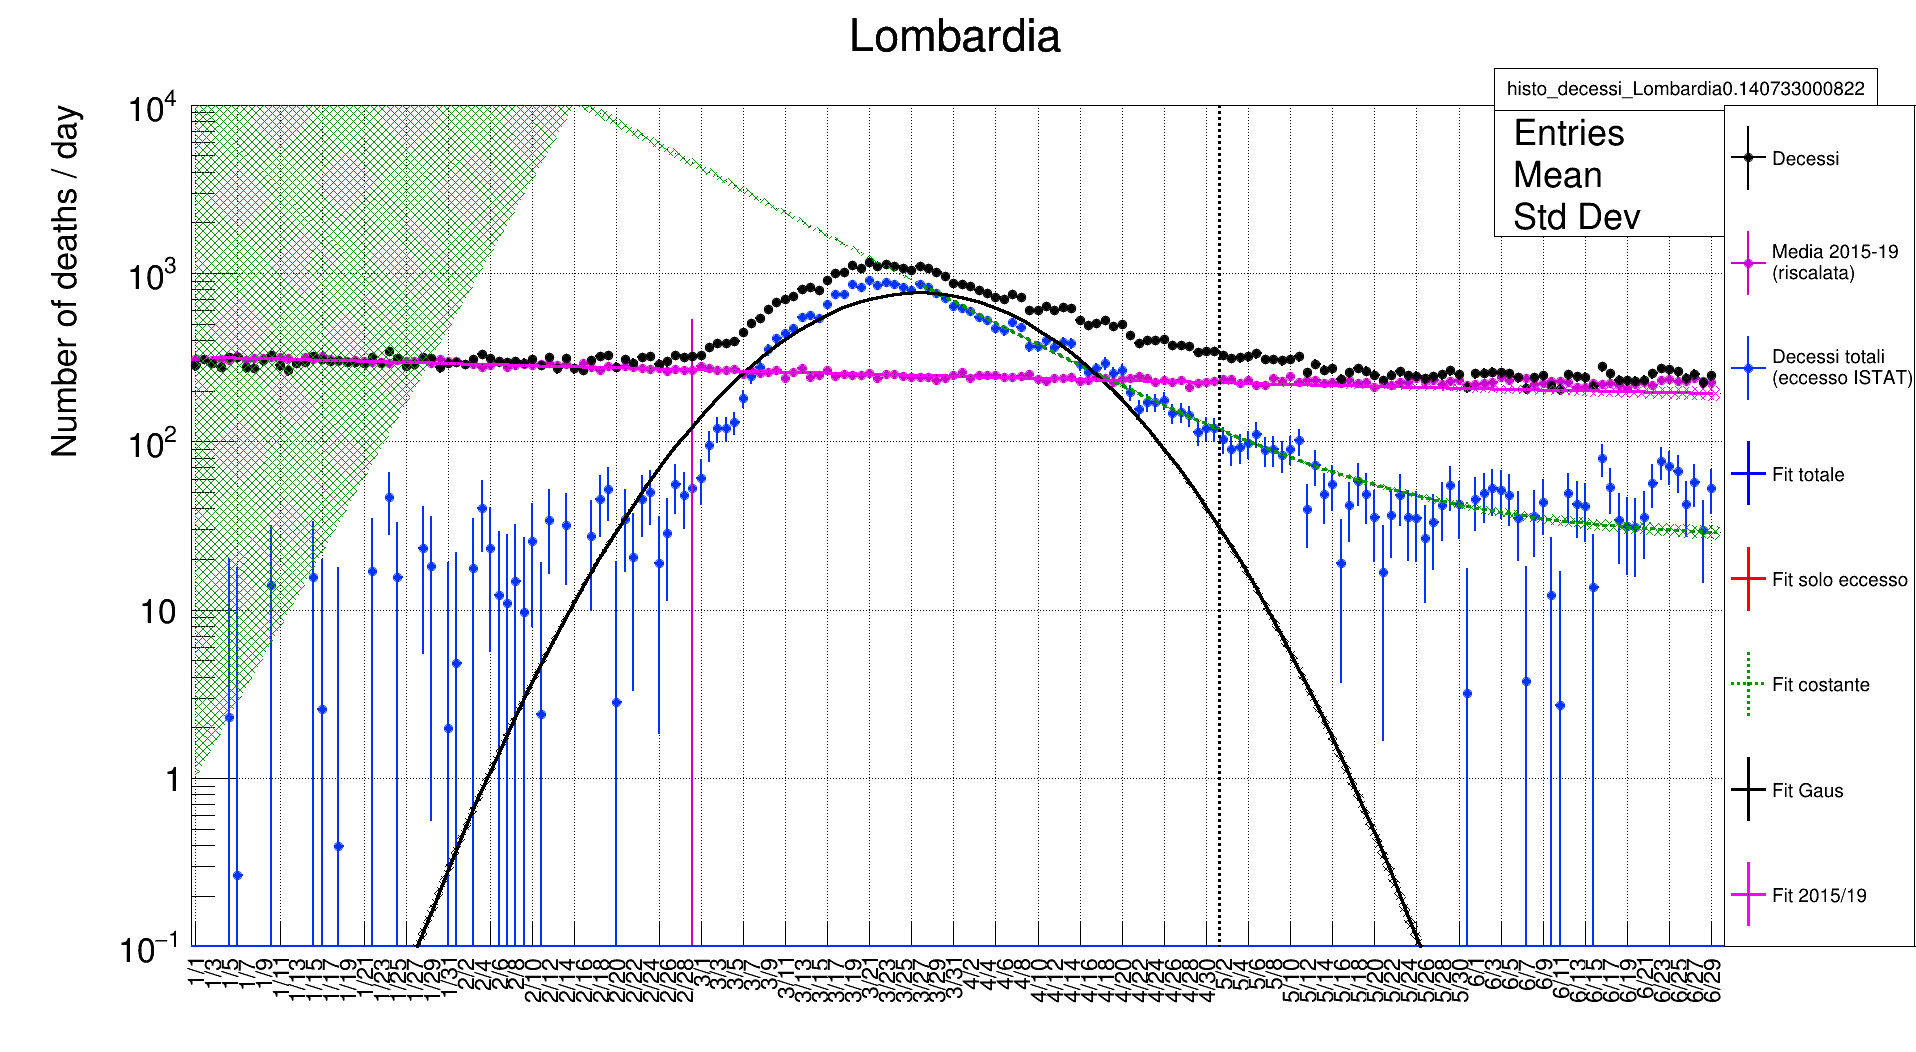 Lombardia
histo_decessi_Lombardia0.140733000822
Entries
Mean
Std Dev
Number of deaths / day
10⁴
10³
10²
10
1
10⁻¹
Decessi
Media 2015-19
(riscalata)
Decessi totali
(eccesso ISTAT)
Fit totale
Fit solo eccesso
Fit costante
Fit Gaus
Fit 2015/19
1/1 1/3 1/5 1/7 1/9 1/11 1/13 1/15 1/17 1/19 1/21 1/23 1/25 1/27 1/29 1/31 2/2 2/4 2/6 2/8 2/10 2/12 2/14 2/16 2/18 2/20 2/22 2/24 2/26 2/28 3/1 3/3 3/5 3/7 3/9 3/11 3/13 3/15 3/17 3/19 3/21 3/23 3/25 3/27 3/29 3/31 4/2 4/4 4/6 4/8 4/10 4/12 4/14 4/16 4/18 4/20 4/22 4/24 4/26 4/28 4/30 5/2 5/4 5/6 5/8 5/10 5/12 5/14 5/16 5/18 5/20 5/22 5/24 5/26 5/28 5/30 6/1 6/3 6/5 6/7 6/9 6/11 6/13 6/15 6/17 6/19 6/21 6/23 6/25 6/27 6/29